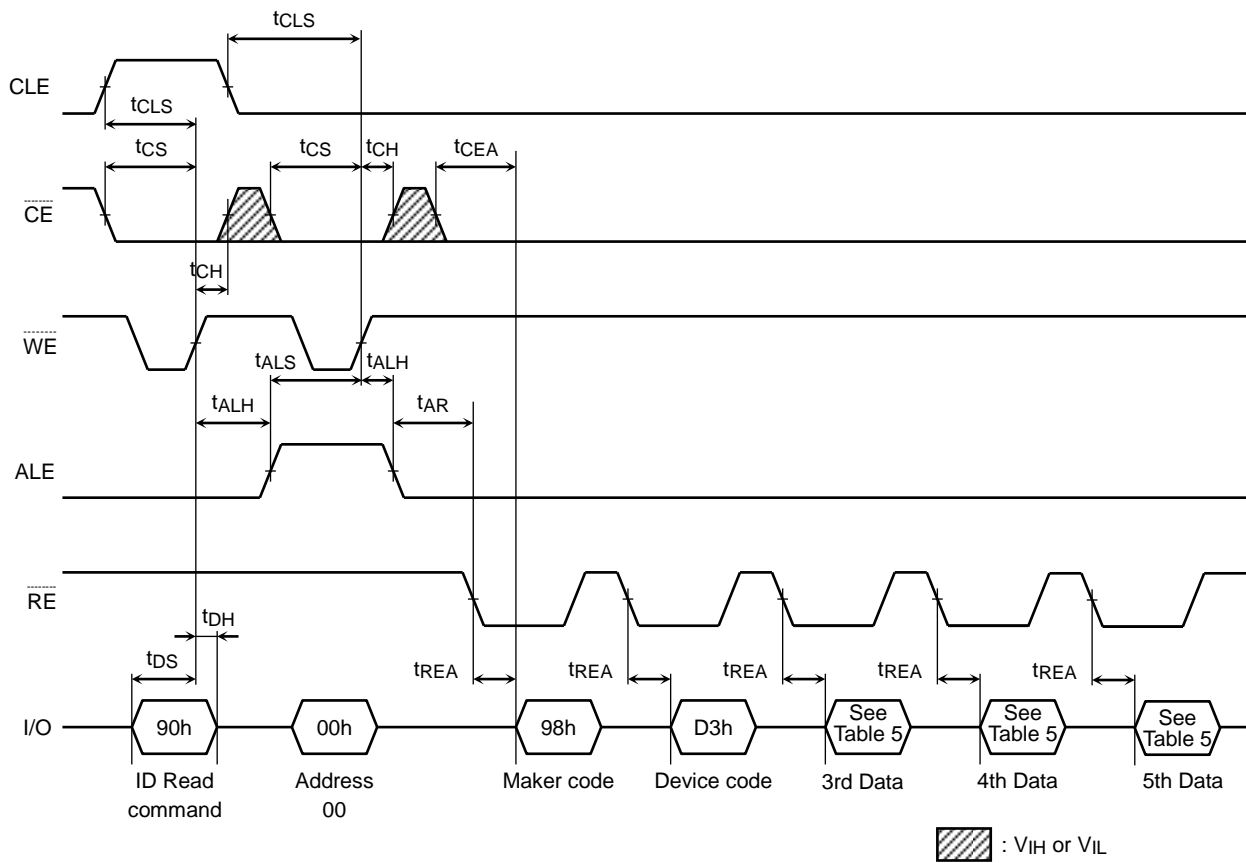 tCLS
CLE
tCLS
tCS
tCS
tCH
tCEA
CE
tCH
WE
tALS
tALH
tALH
tAR
ALE
RE
tDH
tDS
tREA
tREA
tREA
tREA
tREA
I/O
90h
00h
98h
D3h
See
Table 5
See
Table 5
See
Table 5
ID Read
command
Address
00
Maker code
Device code
3rd Data
4th Data
5th Data
: VIH or VIL